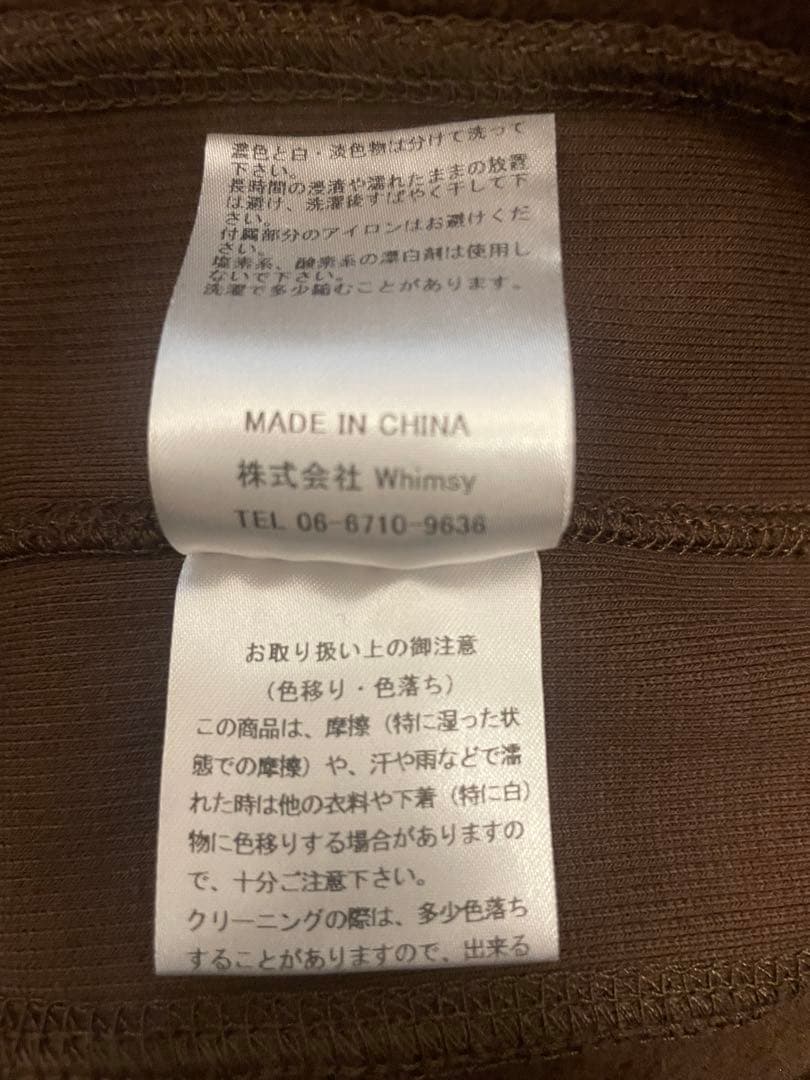 濃色と白・淡色物は分けて洗って
下さい。
長時間の浸漬や濡れたままの放置
は避け、洗濯後すばやく干して下
さい。
付属部分のアイロンはお避けくだ
さい。
塩素系、酸素系の漂白剤は使用し
ないで下さい。
洗濯で多少縮むことがあります。
MADE IN CHINA
株式会社 Whimsy
TEL 06-6710-9636
お取り扱い上の御注意
（色移り・色落ち）
この商品は、摩擦（特に湿った状
態での摩擦）や、汗や雨などで濡
れた時は他の衣料や下着（特に白）
物に色移りする場合がありますの
で、十分ご注意下さい。
クリーニングの際は、多少色落ち
することがありますので、出来る